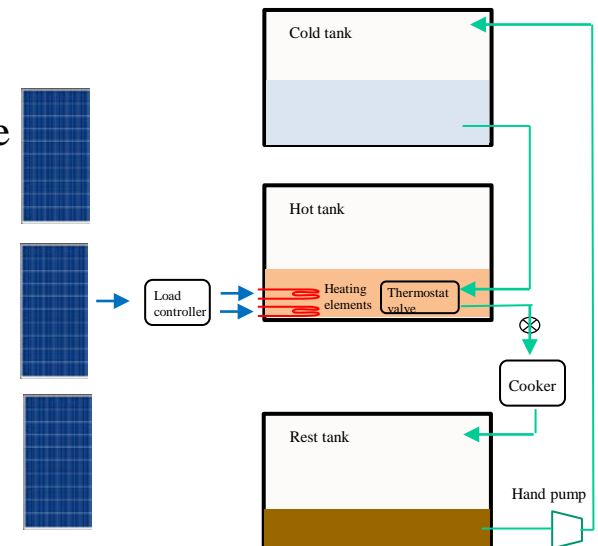 Cold tank
e
Hot tank
Heating
elements
Thermostat
valve
Load
controller
Cooker
Rest tank
Hand pump